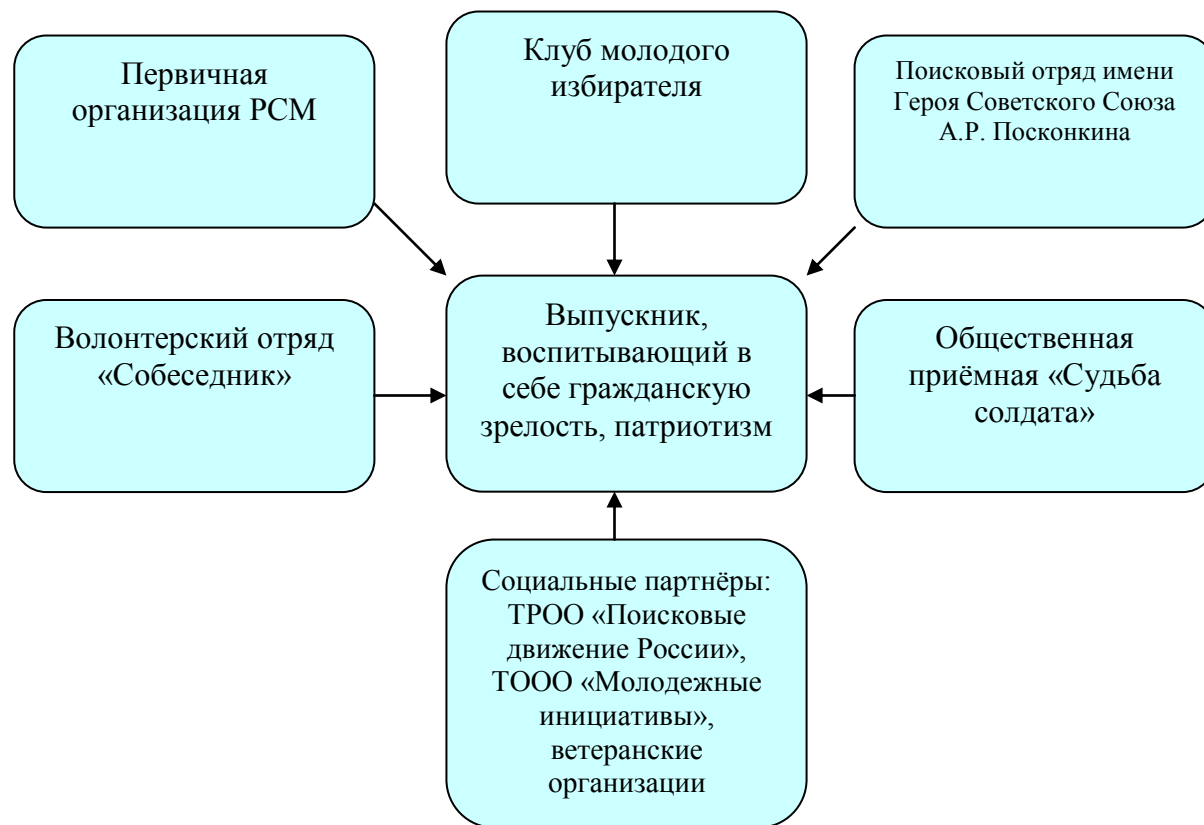 Первичная
организация РСМ
Клуб молодого
избирателя
Поисковый отряд имени
Героя Советского Союза
А.Р. Посконкина
Волонтерский отряд
«Собеседник»
Выпускник,
воспитывающий в
себе гражданскую
зрелость, патриотизм
Общественная
приёмная «Судьба
солдата»
Социальные партнёры:
ТРОО «Поисковые
движение России»,
ТООО «Молодежные
инициативы»,
ветеранские
организации